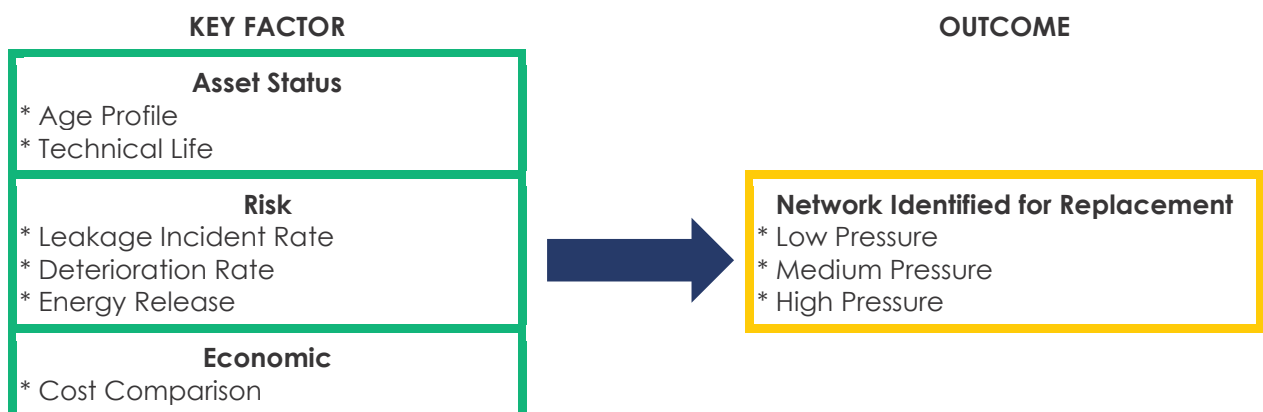 KEY FACTOR
OUTCOME
Asset Status
* Age Profile
* Technical Life
Risk
* Leakage Incident Rate
* Deterioration Rate
* Energy Release
Network Identified for Replacement
* Low Pressure
* Medium Pressure
* High Pressure
Economic
* Cost Comparison